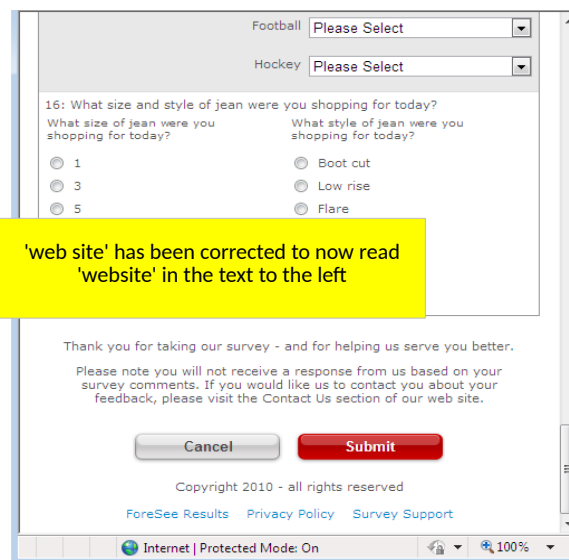 Football Please Select
Hockey Please Select
16: What size and style of jean were you shopping for today?
What size of jean were you
shopping for today?
What style of jean were you
shopping for today?
1
3
5
Boot cut
Low rise
Flare
'web site' has been corrected to now read
'website' in the text to the left
Thank you for taking our survey - and for helping us serve you better.
Please note you will not receive a response from us based on your
survey comments. If you would like us to contact you about your
feedback, please visit the Contact Us section of our web site.
Cancel Submit
Copyright 2010 - all rights reserved
ForeSee Results Privacy Policy Survey Support
Internet | Protected Mode: On 100%